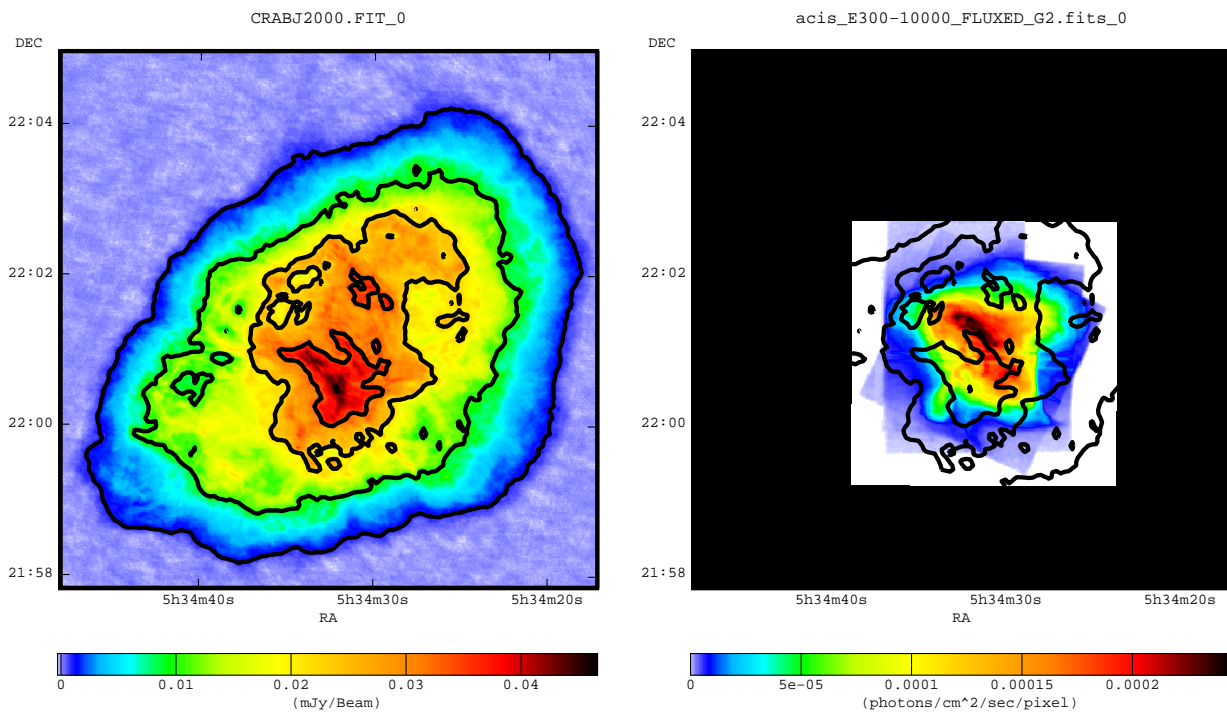 CRABJ2000.FIT_0
DEC
22:04
22:02
22:00
21:58
5h34m40s 5h34m30s 5h34m20s
RA
0 0.01 0.02 0.03 0.04
(mJy/Beam)
acis_E300-10000_FLUXED_G2.fits_0
DEC
22:04
22:02
22:00
21:58
5h34m40s 5h34m30s 5h34m20s
RA
0 5e-05 0.0001 0.00015 0.0002
(photons/cm^2/sec/pixel)